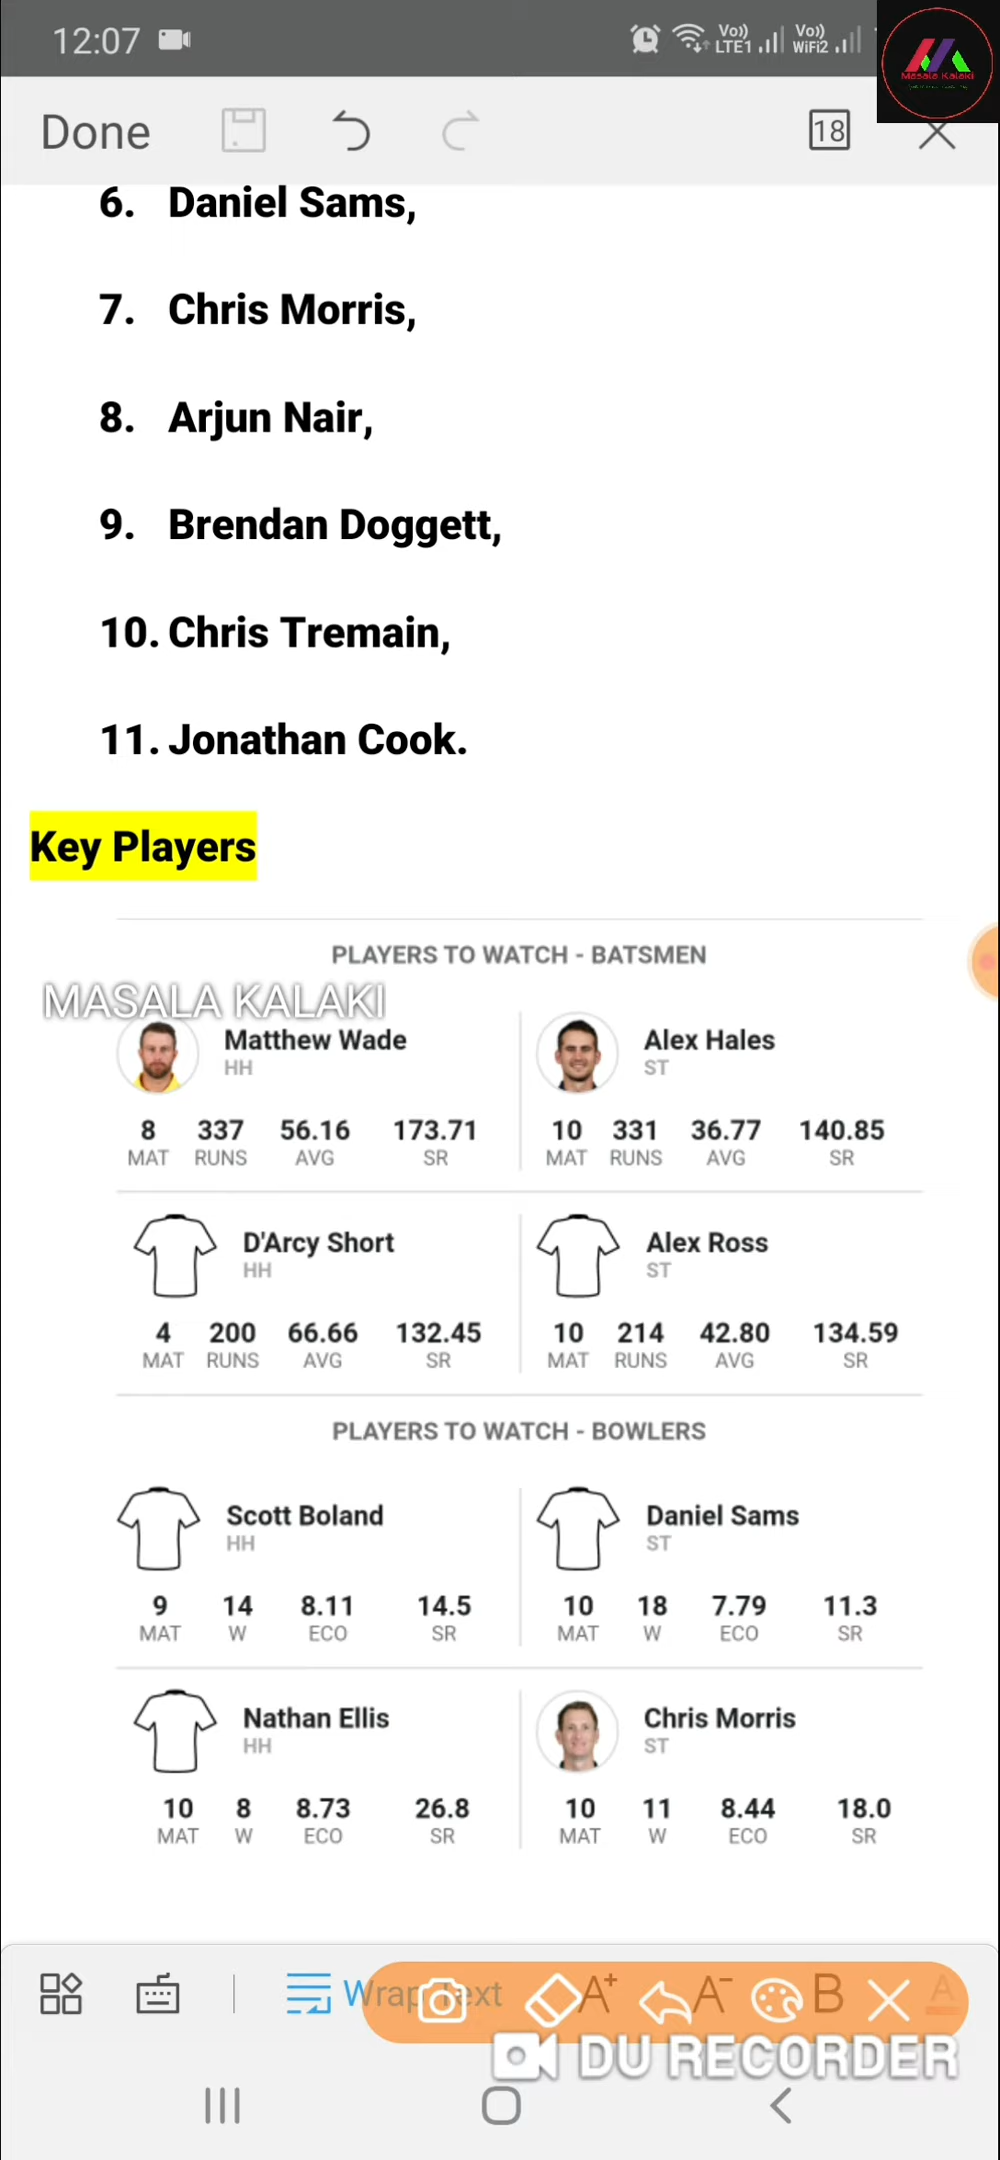 12:07
Vo)) LTE1 Vo)) WiFi2
Masala Kalaki
Done 18
6. Daniel Sams,
7. Chris Morris,
8. Arjun Nair,
9. Brendan Doggett,
10. Chris Tremain,
11. Jonathan Cook.
Key Players
PLAYERS TO WATCH - BATSMEN
MASALA KALAKI
Matthew Wade Alex Hales
HH ST
8 337 56.16 173.71 10 331 36.77 140.85
MAT RUNS AVG SR MAT RUNS AVG SR
D'Arcy Short Alex Ross
HH ST
4 200 66.66 132.45 10 214 42.80 134.59
MAT RUNS AVG SR MAT RUNS AVG SR
PLAYERS TO WATCH - BOWLERS
Scott Boland Daniel Sams
HH ST
9 14 8.11 14.5 10 18 7.79 11.3
MAT W ECO SR MAT W ECO SR
Nathan Ellis Chris Morris
HH ST
10 8 8.73 26.8 10 11 8.44 18.0
MAT W ECO SR MAT W ECO SR
Wrap Text A+ A- B A
DU RECORDER